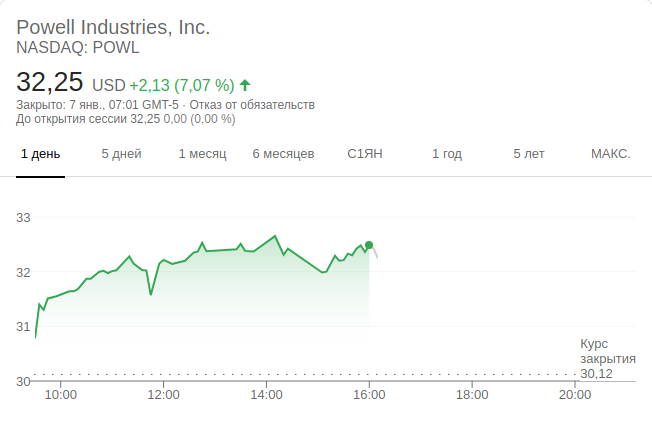 Powell Industries, Inc.
NASDAQ: POWL
32,25 USD +2,13 (7,07 %)
Закрыто: 7 янв., 07:01 GMT-5 · Отказ от обязательств
До открытия сессии 32,25 0,00 (0,00 %)
1 день 5 дней 1 месяц 6 месяцев С1ЯН 1 год 5 лет МАКС.
33
32
31
30
Курс
закрытия
30,12
10:00 12:00 14:00 16:00 18:00 20:00